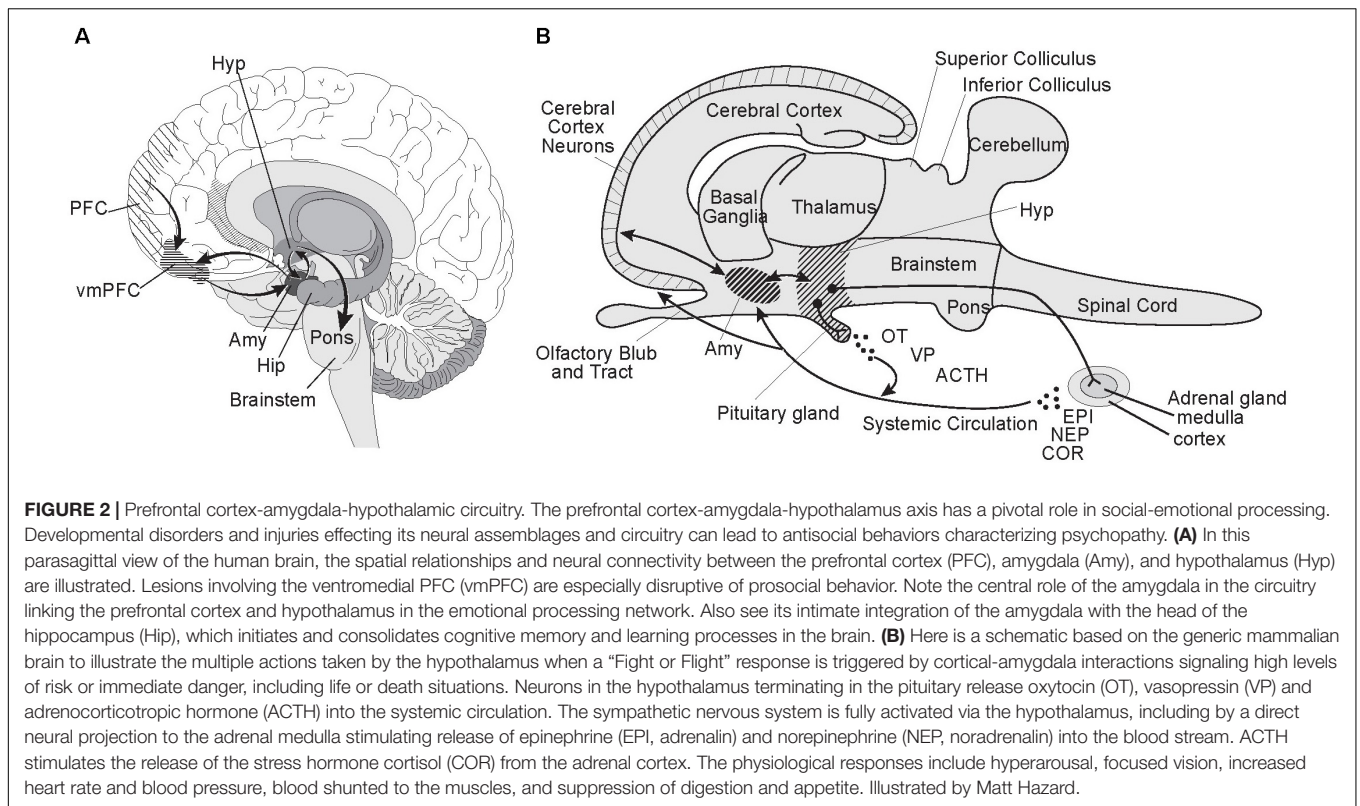 A
Hyp
PFC
vmPFC
Amy
Hip
Pons
Brainstem
B
Superior Colliculus
Inferior Colliculus
Cerebral
Cortex
Neurons
Cerebral Cortex
Cerebellum
Basal
Ganglia
Thalamus
Hyp
Brainstem
Pons
Spinal Cord
Olfactory Blub
and Tract
Amy
OT
VP
ACTH
Pituitary gland
Systemic Circulation
EPI
NEP
COR
Adrenal gland
medulla
cortex
FIGURE 2 | Prefrontal cortex-amygdala-hypothalamic circuitry. The prefrontal cortex-amygdala-hypothalamus axis has a pivotal role in social-emotional processing.
Developmental disorders and injuries effecting its neural assemblages and circuitry can lead to antisocial behaviors characterizing psychopathy. (A) In this
parasagittal view of the human brain, the spatial relationships and neural connectivity between the prefrontal cortex (PFC), amygdala (Amy), and hypothalamus (Hyp)
are illustrated. Lesions involving the ventromedial PFC (vmPFC) are especially disruptive of prosocial behavior. Note the central role of the amygdala in the circuitry
linking the prefrontal cortex and hypothalamus in the emotional processing network. Also see its intimate integration of the amygdala with the head of the
hippocampus (Hip), which initiates and consolidates cognitive memory and learning processes in the brain. (B) Here is a schematic based on the generic mammalian
brain to illustrate the multiple actions taken by the hypothalamus when a “Fight or Flight” response is triggered by cortical-amygdala interactions signaling high levels
of risk or immediate danger, including life or death situations. Neurons in the hypothalamus terminating in the pituitary release oxytocin (OT), vasopressin (VP) and
adrenocorticotropic hormone (ACTH) into the systemic circulation. The sympathetic nervous system is fully activated via the hypothalamus, including by a direct
neural projection to the adrenal medulla stimulating release of epinephrine (EPI, adrenalin) and norepinephrine (NEP, noradrenalin) into the blood stream. ACTH
stimulates the release of the stress hormone cortisol (COR) from the adrenal cortex. The physiological responses include hyperarousal, focused vision, increased
heart rate and blood pressure, blood shunted to the muscles, and suppression of digestion and appetite. Illustrated by Matt Hazard.